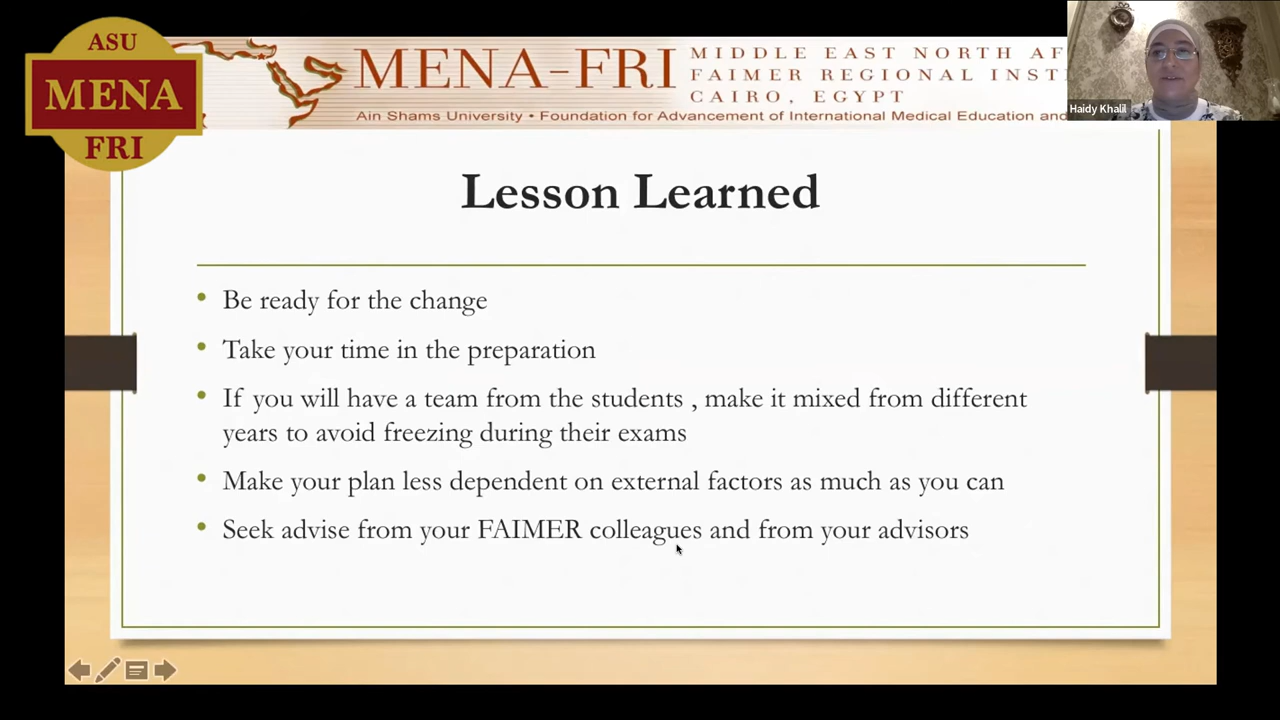 ASU
MENA
FRI
MENA-FRI
MIDDLE EAST NORTH AF
FAIMER REGIONAL INST
CAIRO, EGYPT
Ain Shams University • Foundation for Advancement of International Medical Education and
Haidy Khalil
Lesson Learned
• Be ready for the change
• Take your time in the preparation
• If you will have a team from the students , make it mixed from different
years to avoid freezing during their exams
• Make your plan less dependent on external factors as much as you can
• Seek advise from your FAIMER colleagues and from your advisors